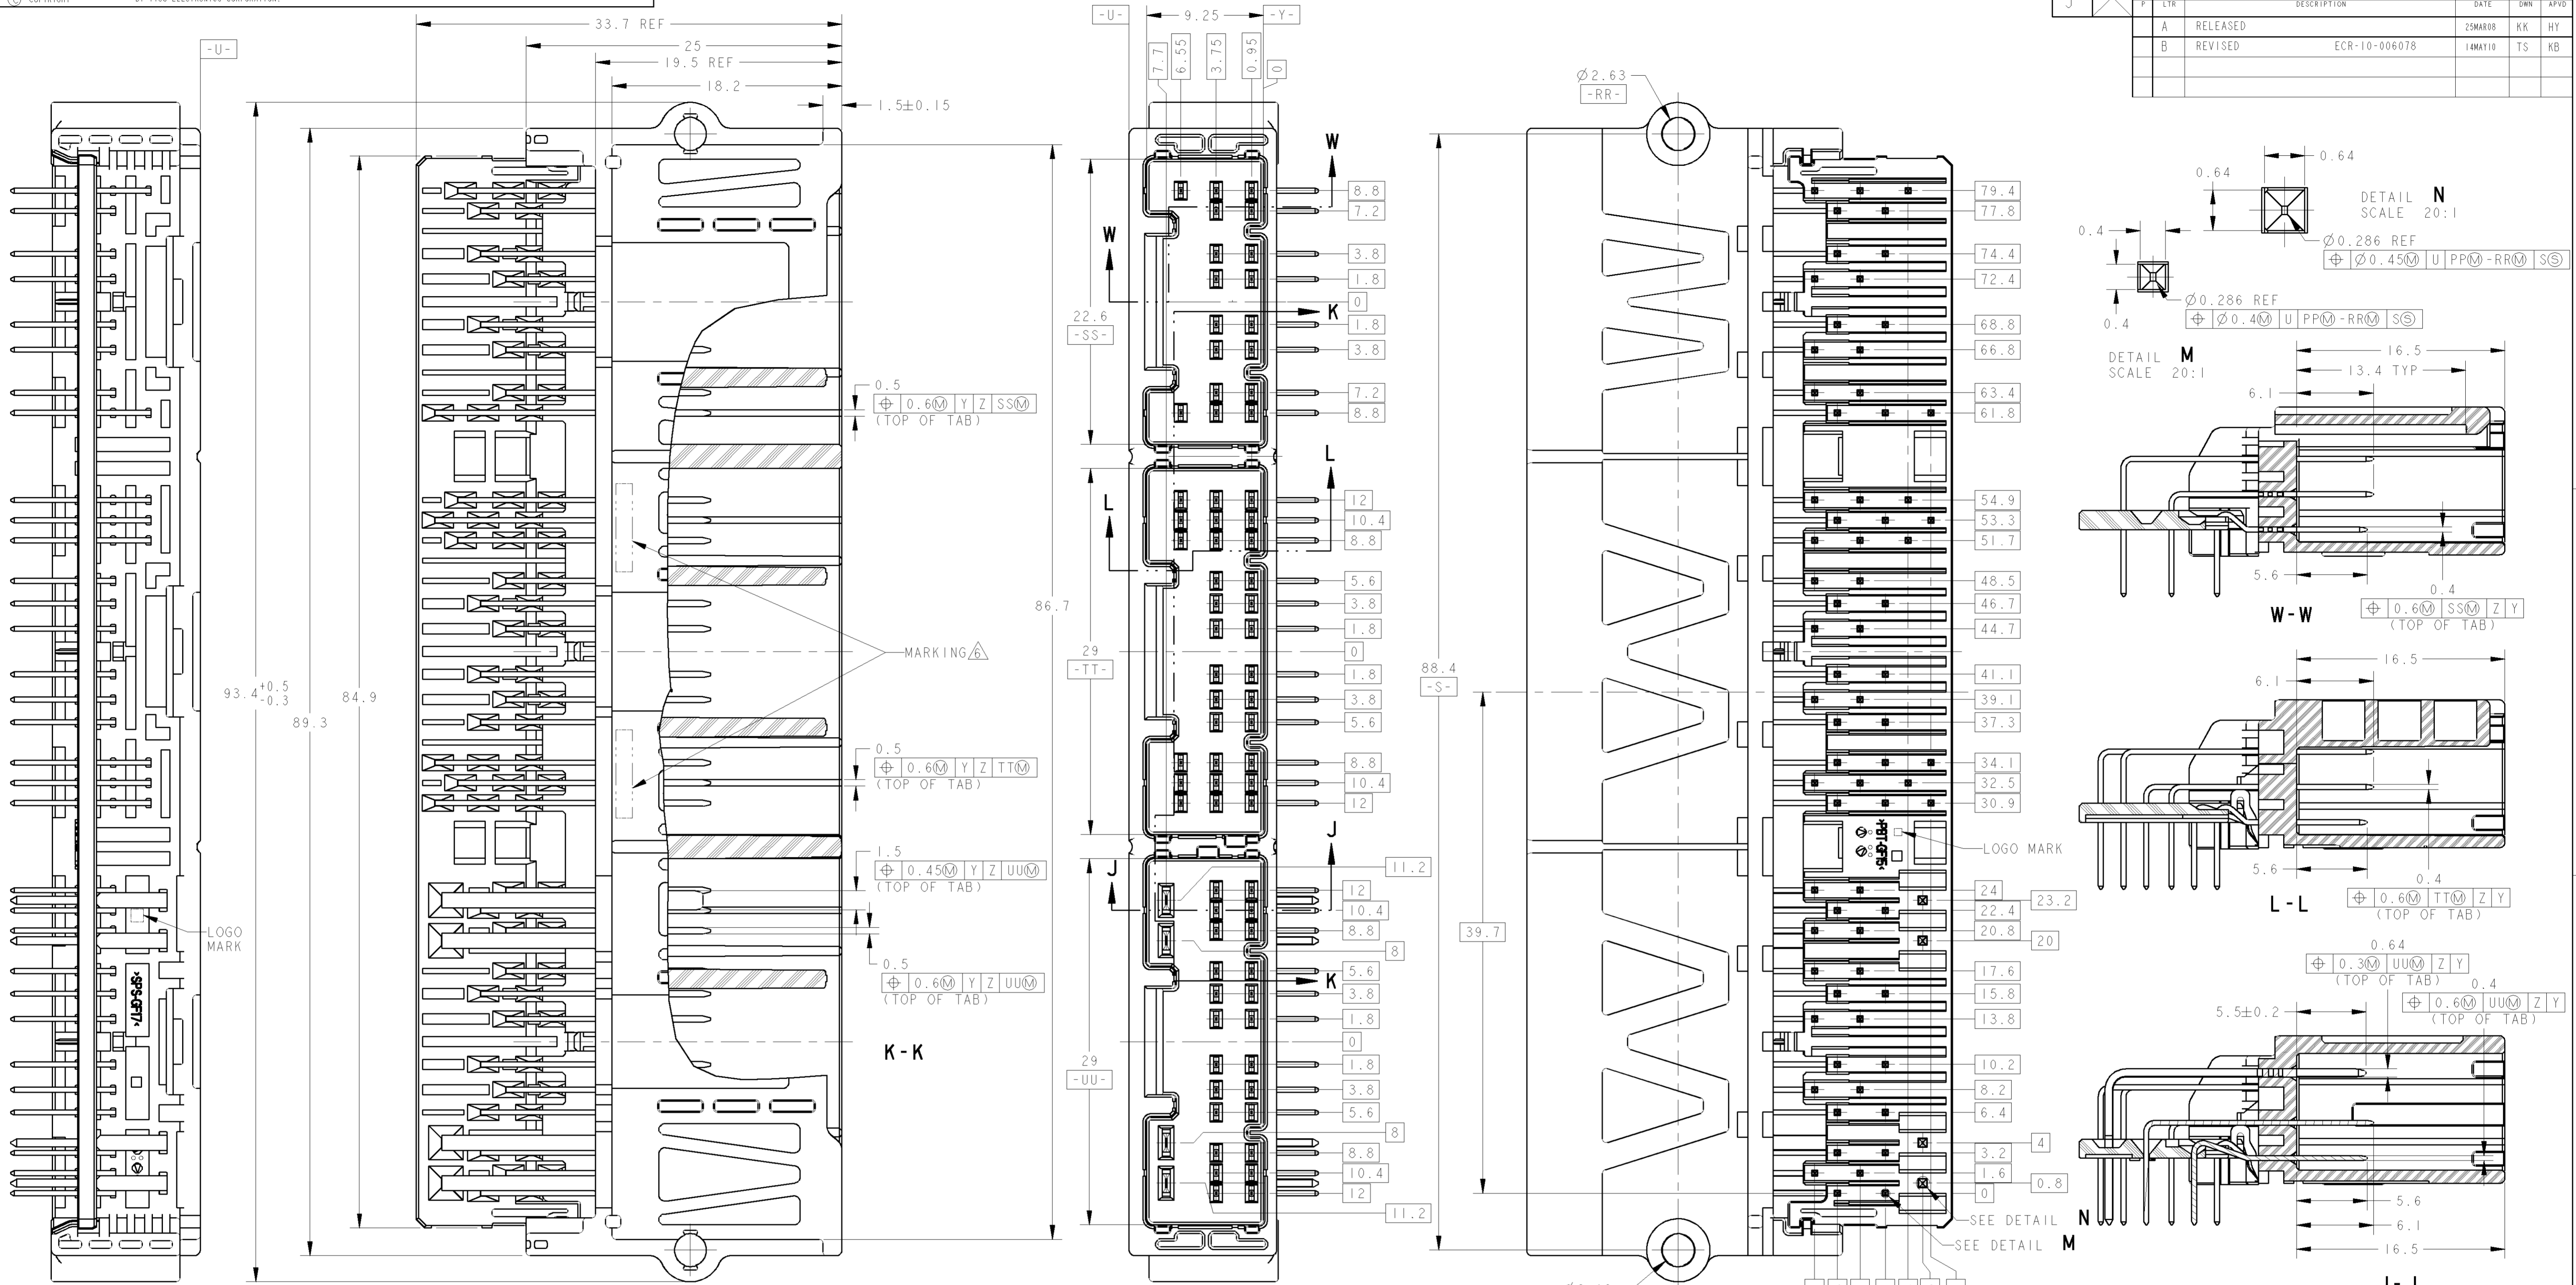 -U-
33.7 REF
25
19.5 REF
18.2
1.5±0.15
93.4 +0.5 -0.3
89.3
84.9
86.7
0.5
⌖ 0.6Ⓜ Y Z SSⓂ
(TOP OF TAB)
MARKING 6
0.5
⌖ 0.6Ⓜ Y Z TTⓂ
(TOP OF TAB)
1.5
⌖ 0.45Ⓜ Y Z UUⓂ
(TOP OF TAB)
0.5
⌖ 0.6Ⓜ Y Z UUⓂ
(TOP OF TAB)
K-K
LOGO
MARK
>SPS-GF17<
-U- 9.25 -Y-
7.7 6.55 3.75 0.95 0
W
W
K
L
L
J
J
K
22.6
-SS-
29
-TT-
29
-UU-
8.8
7.2
3.8
1.8
0
1.8
3.8
7.2
8.8
12
10.4
8.8
5.6
3.8
1.8
0
1.8
3.8
5.6
8.8
10.4
12
11.2
12
10.4
8.8
8
5.6
3.8
1.8
0
1.8
3.8
5.6
8
8.8
10.4
12
11.2
Ø2.63
-RR-
88.4
-S-
39.7
79.4
77.8
74.4
72.4
68.8
66.8
63.4
61.8
54.9
53.3
51.7
48.5
46.7
44.7
41.1
39.1
37.3
34.1
32.5
30.9
>PBT-GF15<
LOGO MARK
24
23.2
22.4
20.8
20
17.6
15.8
13.8
10.2
8.2
6.4
4
3.2
1.6
0.8
0
SEE DETAIL N
SEE DETAIL M
P LTR DESCRIPTION DATE DWN APVD
A RELEASED 25MAR08 KK HY
B REVISED ECR-10-006078 14MAY10 TS KB
0.64
0.64
DETAIL N
SCALE 20:1
Ø0.286 REF
⌖ Ø0.45Ⓜ U PPⓂ-RRⓂ SⓈ
0.4
0.4
Ø0.286 REF
⌖ Ø0.4Ⓜ U PPⓂ-RRⓂ SⓈ
DETAIL M
SCALE 20:1
16.5
13.4 TYP
6.1
5.6
0.4
⌖ 0.6Ⓜ SSⓂ Z Y
(TOP OF TAB)
W-W
16.5
6.1
5.6
0.4
⌖ 0.6Ⓜ TTⓂ Z Y
(TOP OF TAB)
L-L
0.64
⌖ 0.3Ⓜ UUⓂ Z Y
(TOP OF TAB)
0.4
⌖ 0.6Ⓜ UUⓂ Z Y
(TOP OF TAB)
5.5±0.2
5.6
6.1
16.5